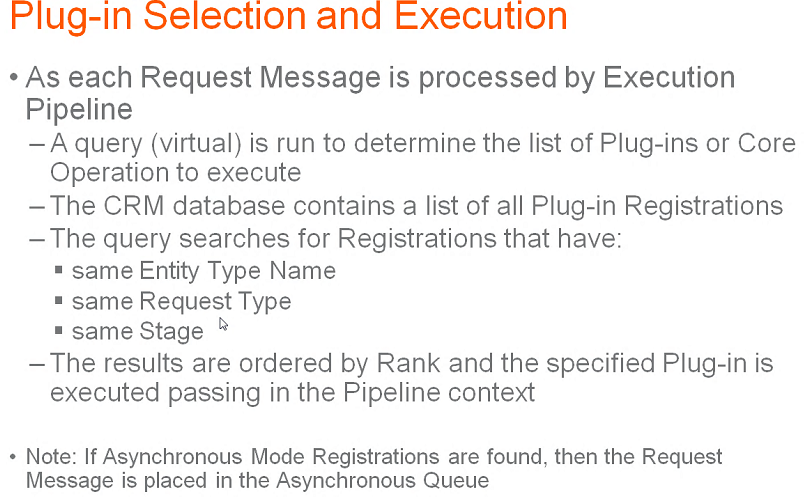 Plug-in Selection and Execution
• As each Request Message is processed by Execution
Pipeline
– A query (virtual) is run to determine the list of Plug-ins or Core
Operation to execute
– The CRM database contains a list of all Plug-in Registrations
– The query searches for Registrations that have:
▪ same Entity Type Name
▪ same Request Type
▪ same Stage
– The results are ordered by Rank and the specified Plug-in is
executed passing in the Pipeline context
• Note: If Asynchronous Mode Registrations are found, then the Request
Message is placed in the Asynchronous Queue